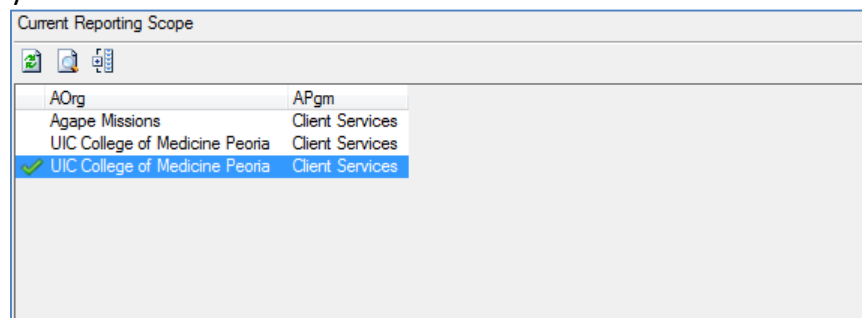 Current Reporting Scope
AOrg APgm
Agape Missions Client Services
UIC College of Medicine Peoria Client Services
UIC College of Medicine Peoria Client Services